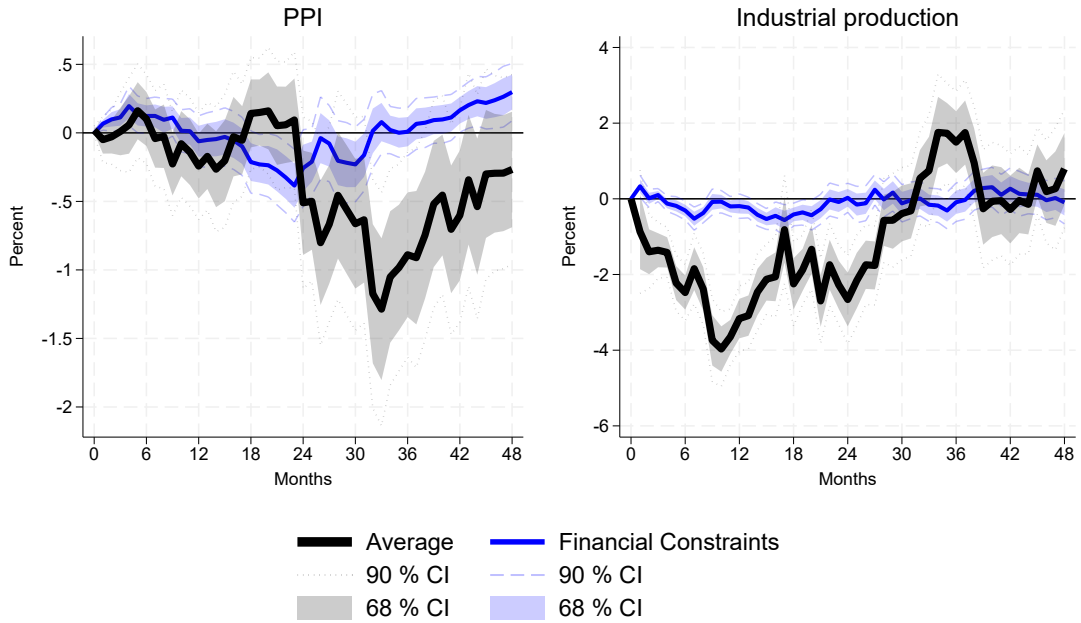 PPI
Industrial production
Percent
.5
0
-.5
-1
-1.5
-2
0 6 12 18 24 30 36 42 48
Months
Percent
4
2
0
-2
-4
-6
0 6 12 18 24 30 36 42 48
Months
Average
Financial Constraints
90 % CI
90 % CI
68 % CI
68 % CI